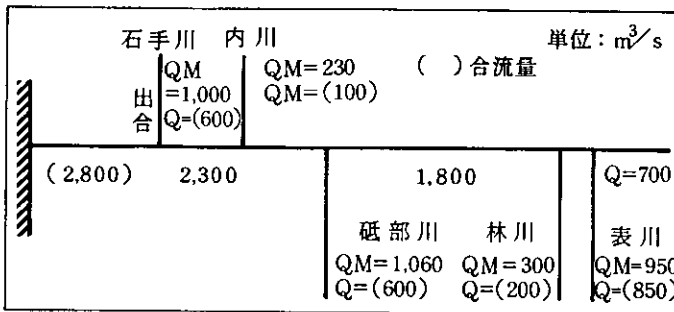 石手川 内川 単位：m³/s
QM
=1,000
Q=(600)
出合
QM=230
QM=(100)
( )合流量
(2,800) 2,300 1,800 Q=700
砥部川 林川 表川
QM=1,060 QM=300 QM=950
Q=(600) Q=(200) Q=(850)